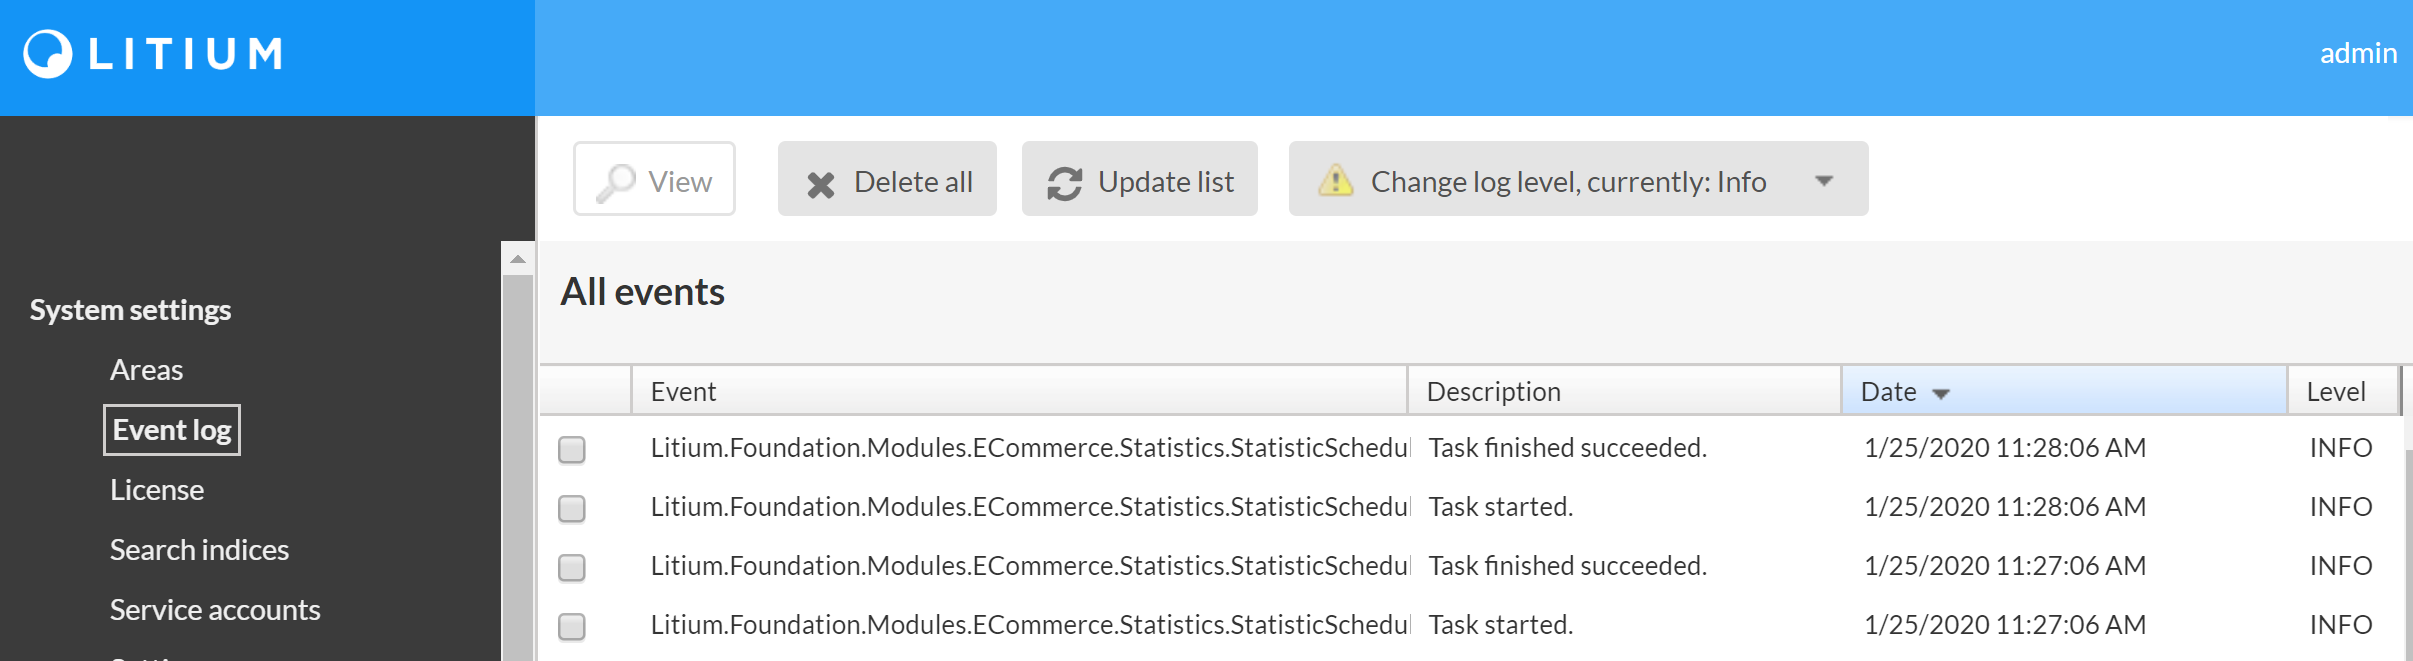 LITIUM
admin
View
Delete all
Update list
Change log level, currently: Info
System settings
Areas
Event log
License
Search indices
Service accounts
All events
Event Description Date Level
Litium.Foundation.Modules.ECommerce.Statistics.StatisticSchedul Task finished succeeded. 1/25/2020 11:28:06 AM INFO
Litium.Foundation.Modules.ECommerce.Statistics.StatisticSchedul Task started. 1/25/2020 11:28:06 AM INFO
Litium.Foundation.Modules.ECommerce.Statistics.StatisticSchedul Task finished succeeded. 1/25/2020 11:27:06 AM INFO
Litium.Foundation.Modules.ECommerce.Statistics.StatisticSchedul Task started. 1/25/2020 11:27:06 AM INFO